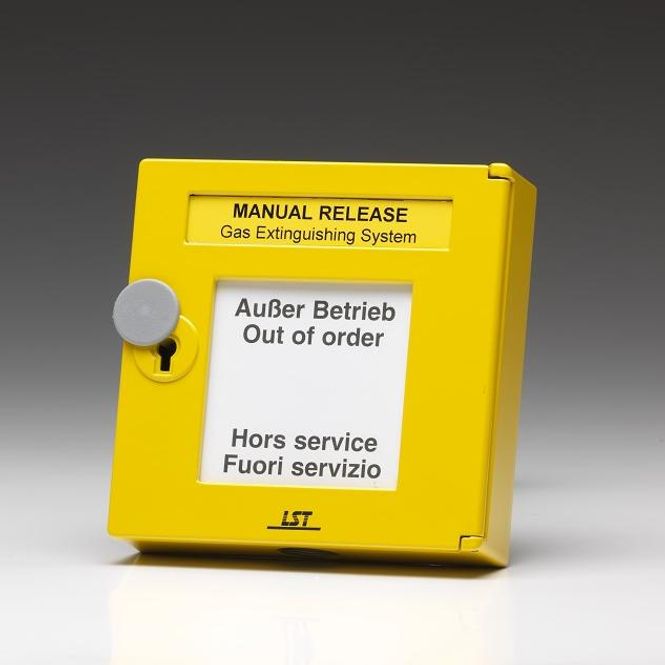 MANUAL RELEASE
Gas Extinguishing System
Außer Betrieb
Out of order
Hors service
Fuori servizio
LST